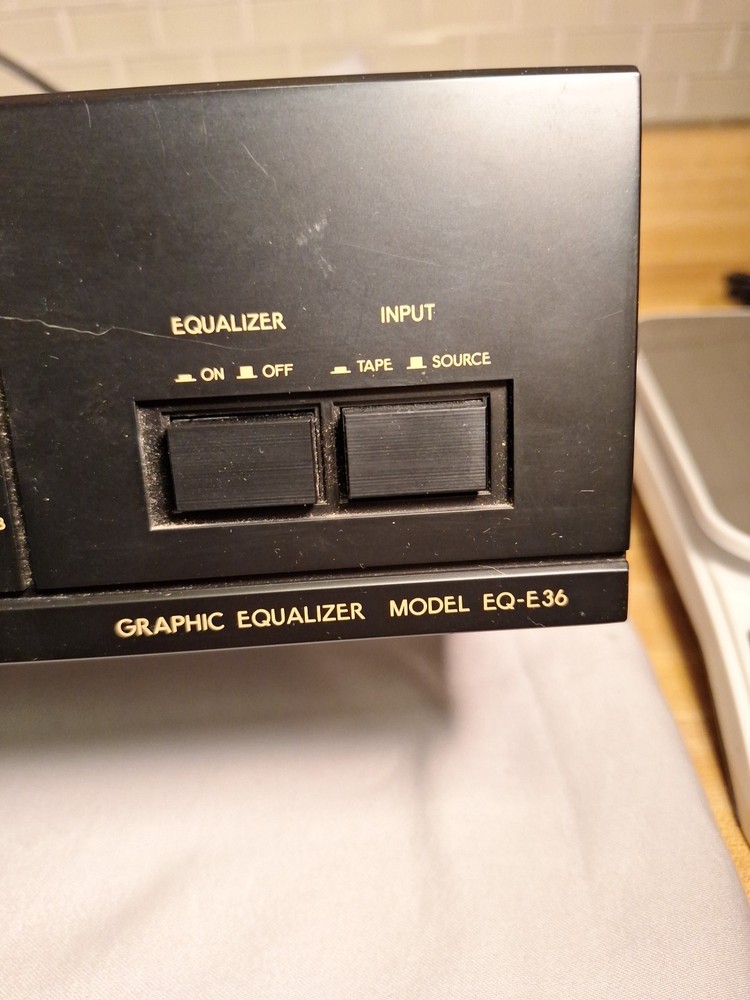 EQUALIZER INPUT
ON OFF TAPE SOURCE
GRAPHIC EQUALIZER MODEL EQ-E36